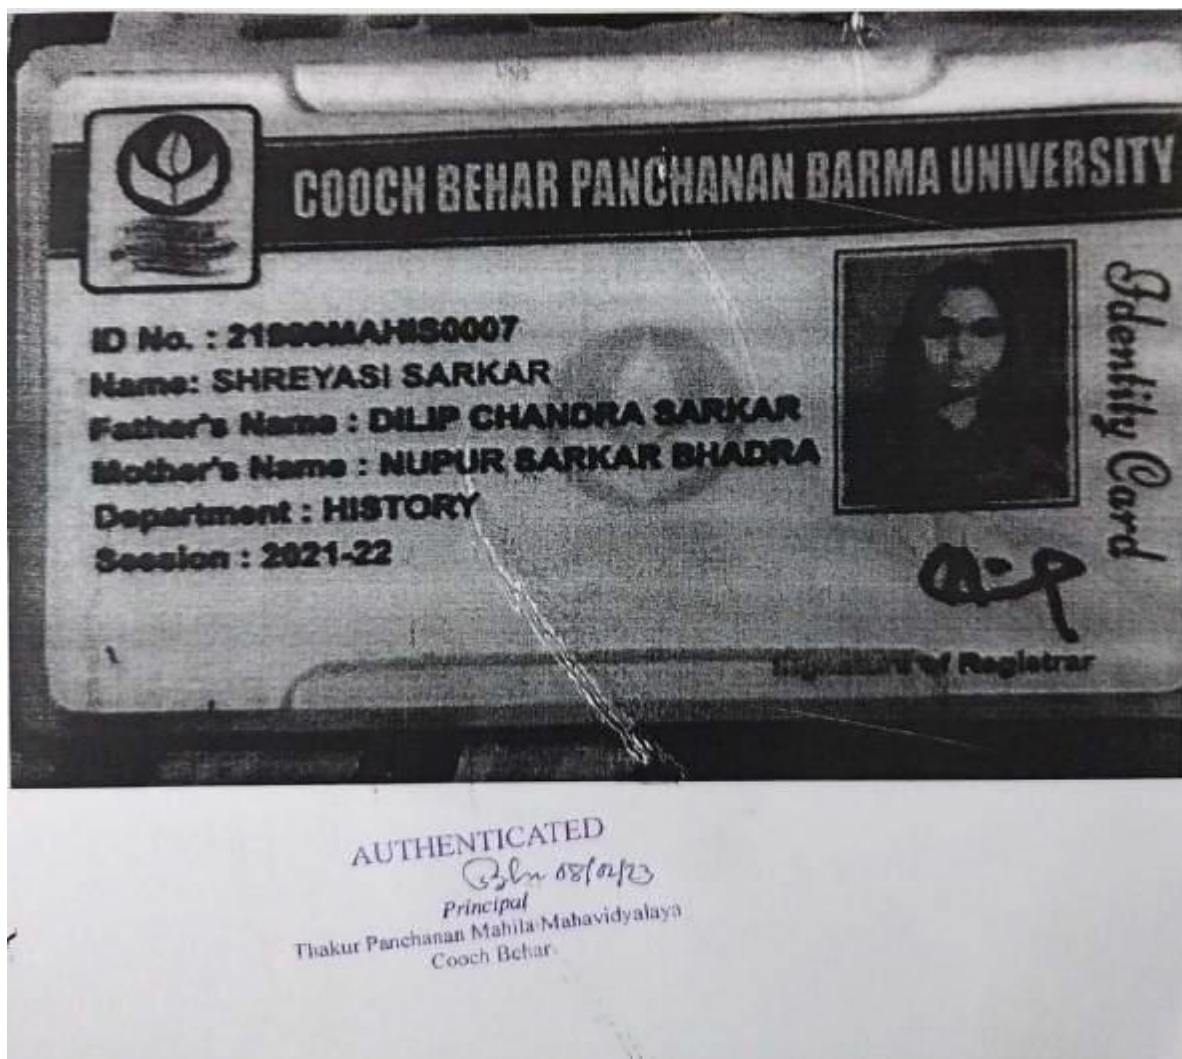 COOCH BEHAR PANCHANAN BARMA UNIVERSITY
Identity Card
ID No. :
Name: SHREYASI SARKAR
Father's Name : DILIP CHANDRA SARKAR
Mother's Name : NUPUR SARKAR BHADRA
Department : HISTORY
Session : 2021-22
Signature of Registrar
AUTHENTICATED
08/02/23
Principal
Thakur Panchanan Mahila Mahavidyalaya
Cooch Behar